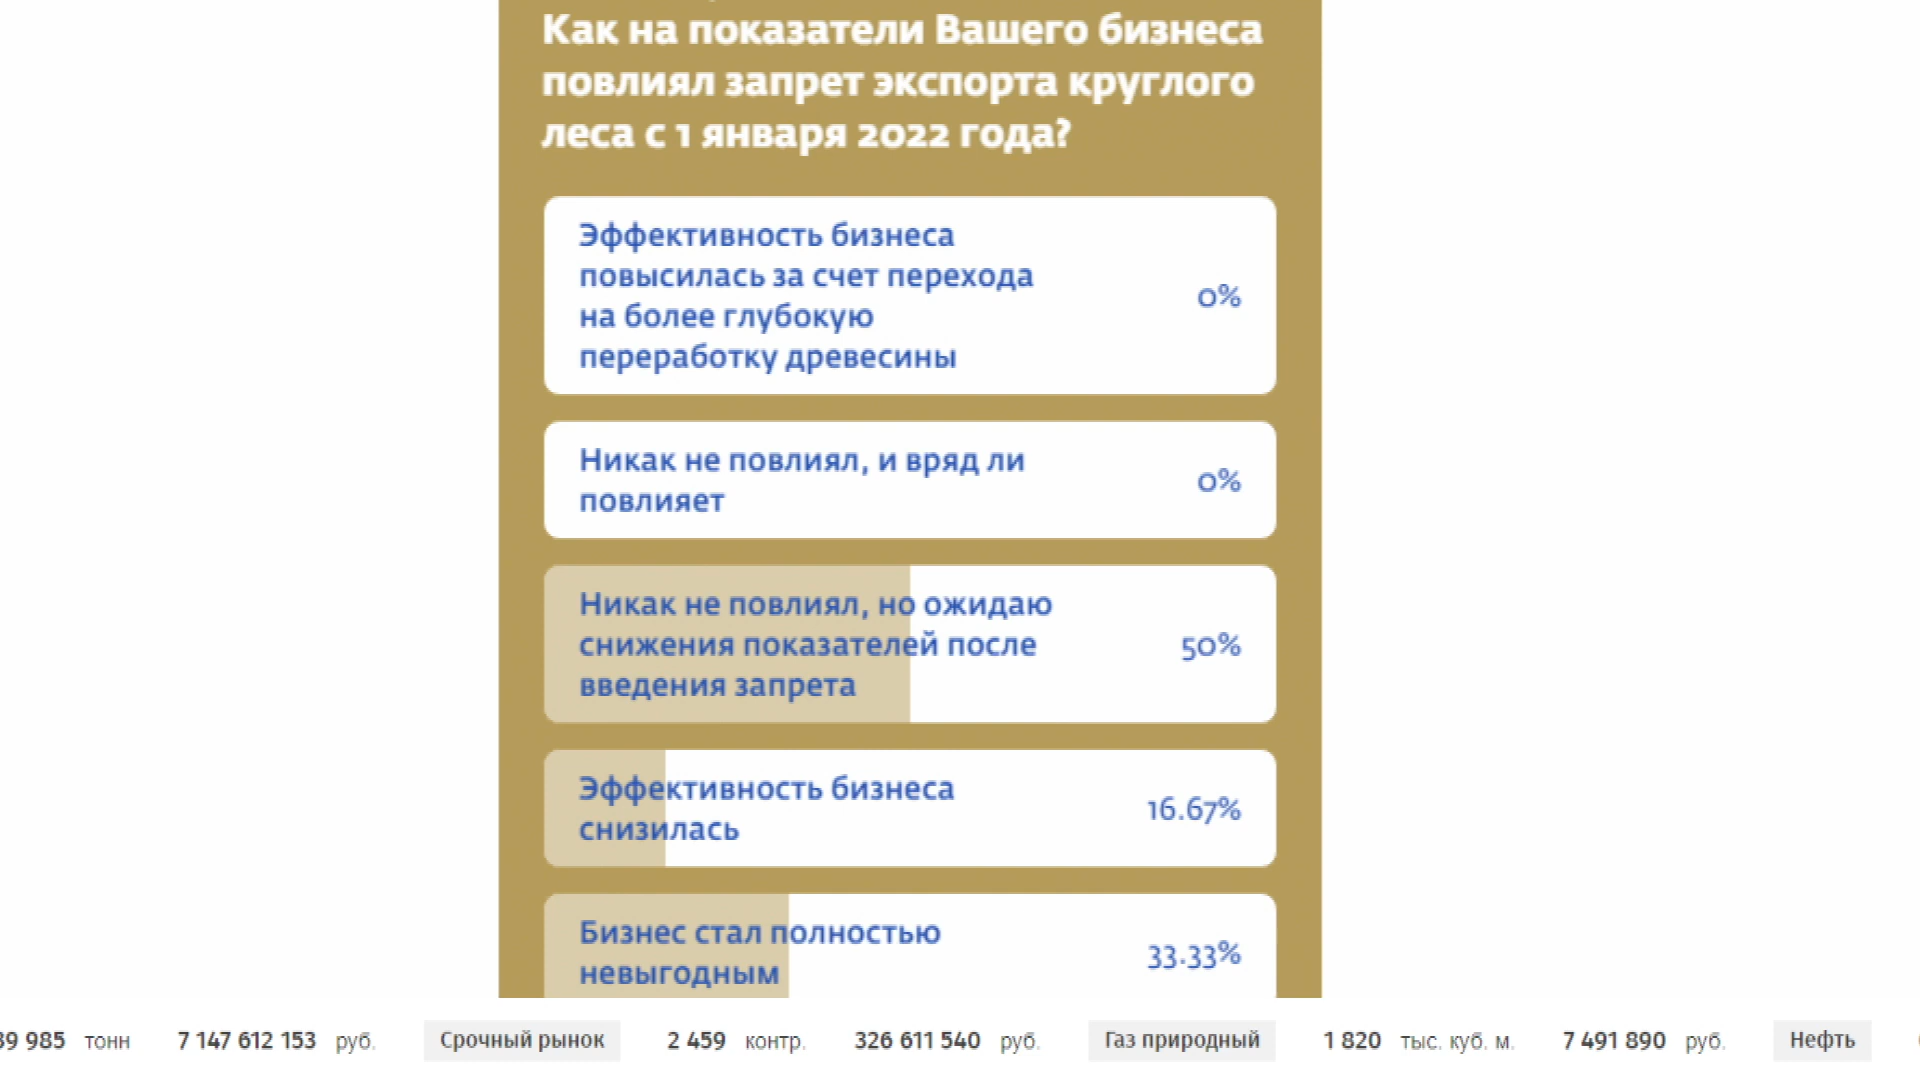 Как на показатели Вашего бизнеса
повлиял запрет экспорта круглого
леса с 1 января 2022 года?
Эффективность бизнеса
повысилась за счет перехода
на более глубокую
переработку древесины
0%
Никак не повлиял, и вряд ли
повлияет
0%
Никак не повлиял, но ожидаю
снижения показателей после
введения запрета
50%
Эффективность бизнеса
снизилась
16.67%
Бизнес стал полностью
невыгодным
33.33%
39 985 тонн 7 147 612 153 руб. Срочный рынок 2 459 контр. 326 611 540 руб. Газ природный 1 820 тыс. куб. м. 7 491 890 руб. Нефть